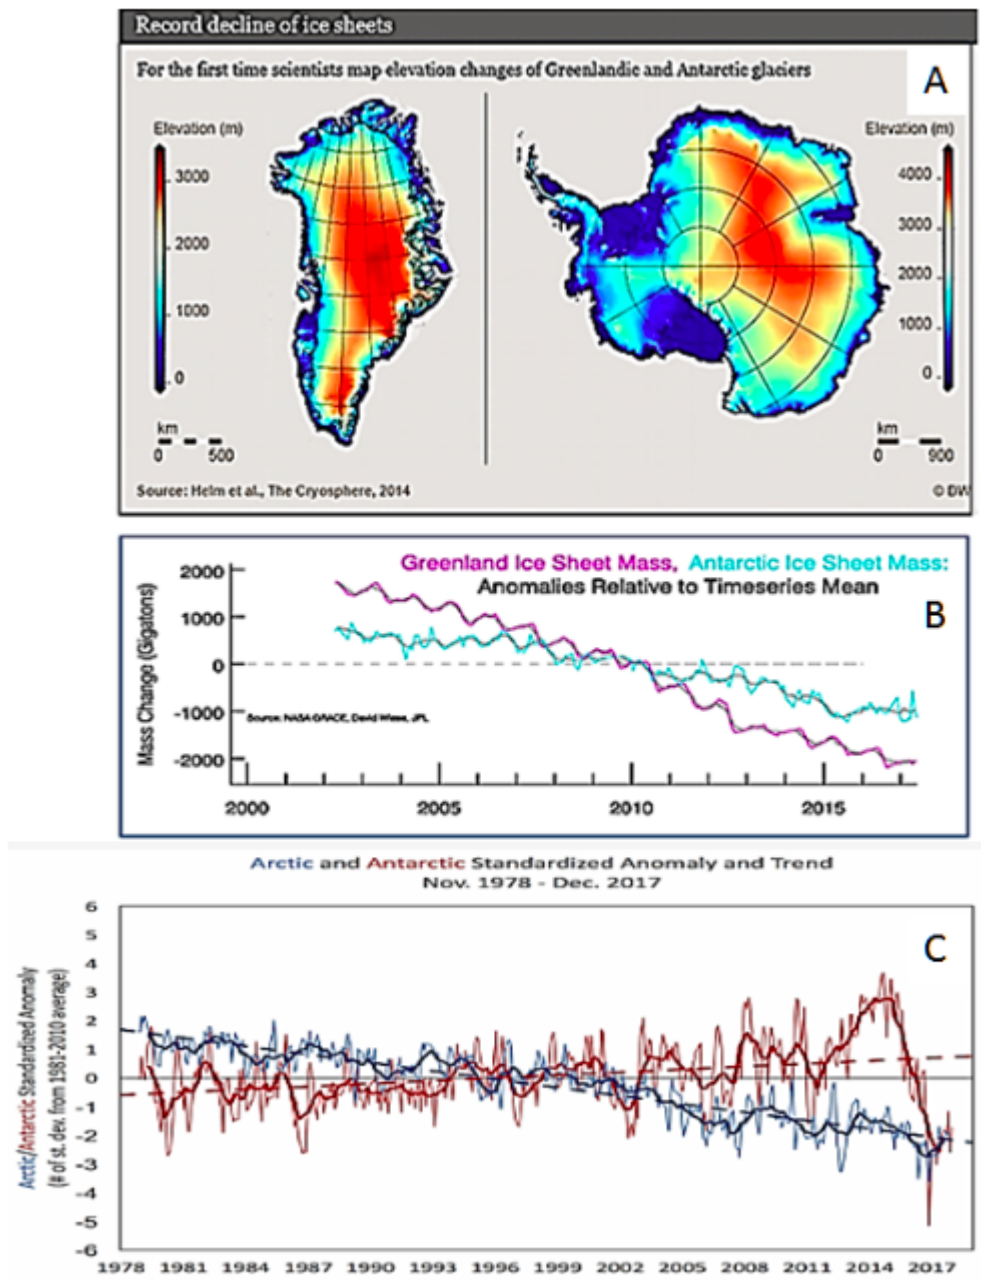 Record decline of ice sheets
For the first time scientists map elevation changes of Greenlandic and Antarctic glaciers
A
Elevation (m)
3000
2000
1000
0
km
0 500
Elevation (m)
4000
3000
2000
1000
0
km
0 900
Source: Helm et al., The Cryosphere, 2014
© DW
Greenland Ice Sheet Mass, Antarctic Ice Sheet Mass:
Anomalies Relative to Timeseries Mean
B
Mass Change (Gigatons)
2000
1000
0
-1000
-2000
Source: NASA GRACE, David Wiese, JPL
2000 2005 2010 2015
Arctic and Antarctic Standardized Anomaly and Trend
Nov. 1978 - Dec. 2017
C
Arctic/Antarctic Standardized Anomaly
(# of st. dev. from 1981-2010 average)
6
5
4
3
2
1
0
-1
-2
-3
-4
-5
-6
1978 1981 1984 1987 1990 1993 1996 1999 2002 2005 2008 2011 2014 2017